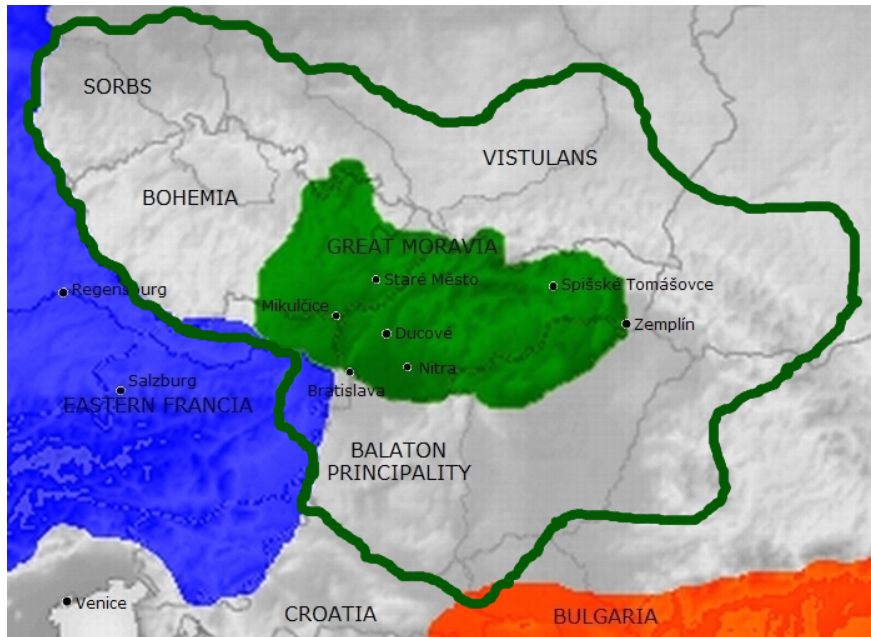 SORBS
VISTULANS
BOHEMIA
GREAT MORAVIA
Staré Město
Spišské Tomášovce
Regensburg
Mikulčice
Zemplín
Ducové
Nitra
Bratislava
Salzburg
EASTERN FRANCIA
BALATON
PRINCIPALITY
Venice
CROATIA
BULGARIA